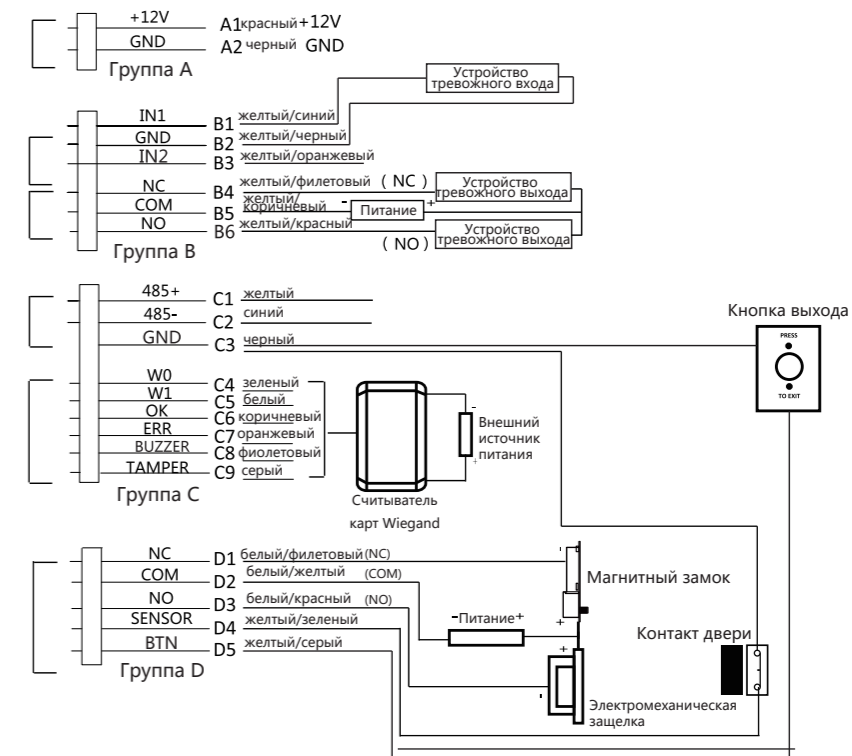 +12V A1 красный +12V
GND A2 черный GND
Группа A
Устройство
тревожного входа
IN1 B1 желтый/синий
GND B2 желтый/черный
IN2 B3 желтый/оранжевый
NC B4 желтый/филетовый ( NC ) Устройство
тревожного выхода
COM B5 желтый/
коричневый - Питание +
NO B6 желтый/красный ( NO ) Устройство
тревожного выхода
Группа B
485+ C1 желтый
485- C2 синий
GND C3 черный
Кнопка выхода
PRESS
TO EXIT
W0 C4 зеленый
W1 C5 белый
OK C6 коричневый
ERR C7 оранжевый
BUZZER C8 фиолетовый
TAMPER C9 серый
Группа C
- Внешний
источник
питания
+
Считыватель
карт Wiegand
NC D1 белый/филетовый (NC)
COM D2 белый/желтый (COM)
NO D3 белый/красный (NO)
SENSOR D4 желтый/зеленый
BTN D5 желтый/серый
Группа D
- Магнитный замок
+
-Питание+
Контакт двери
+
-
Электромеханическая
защелка